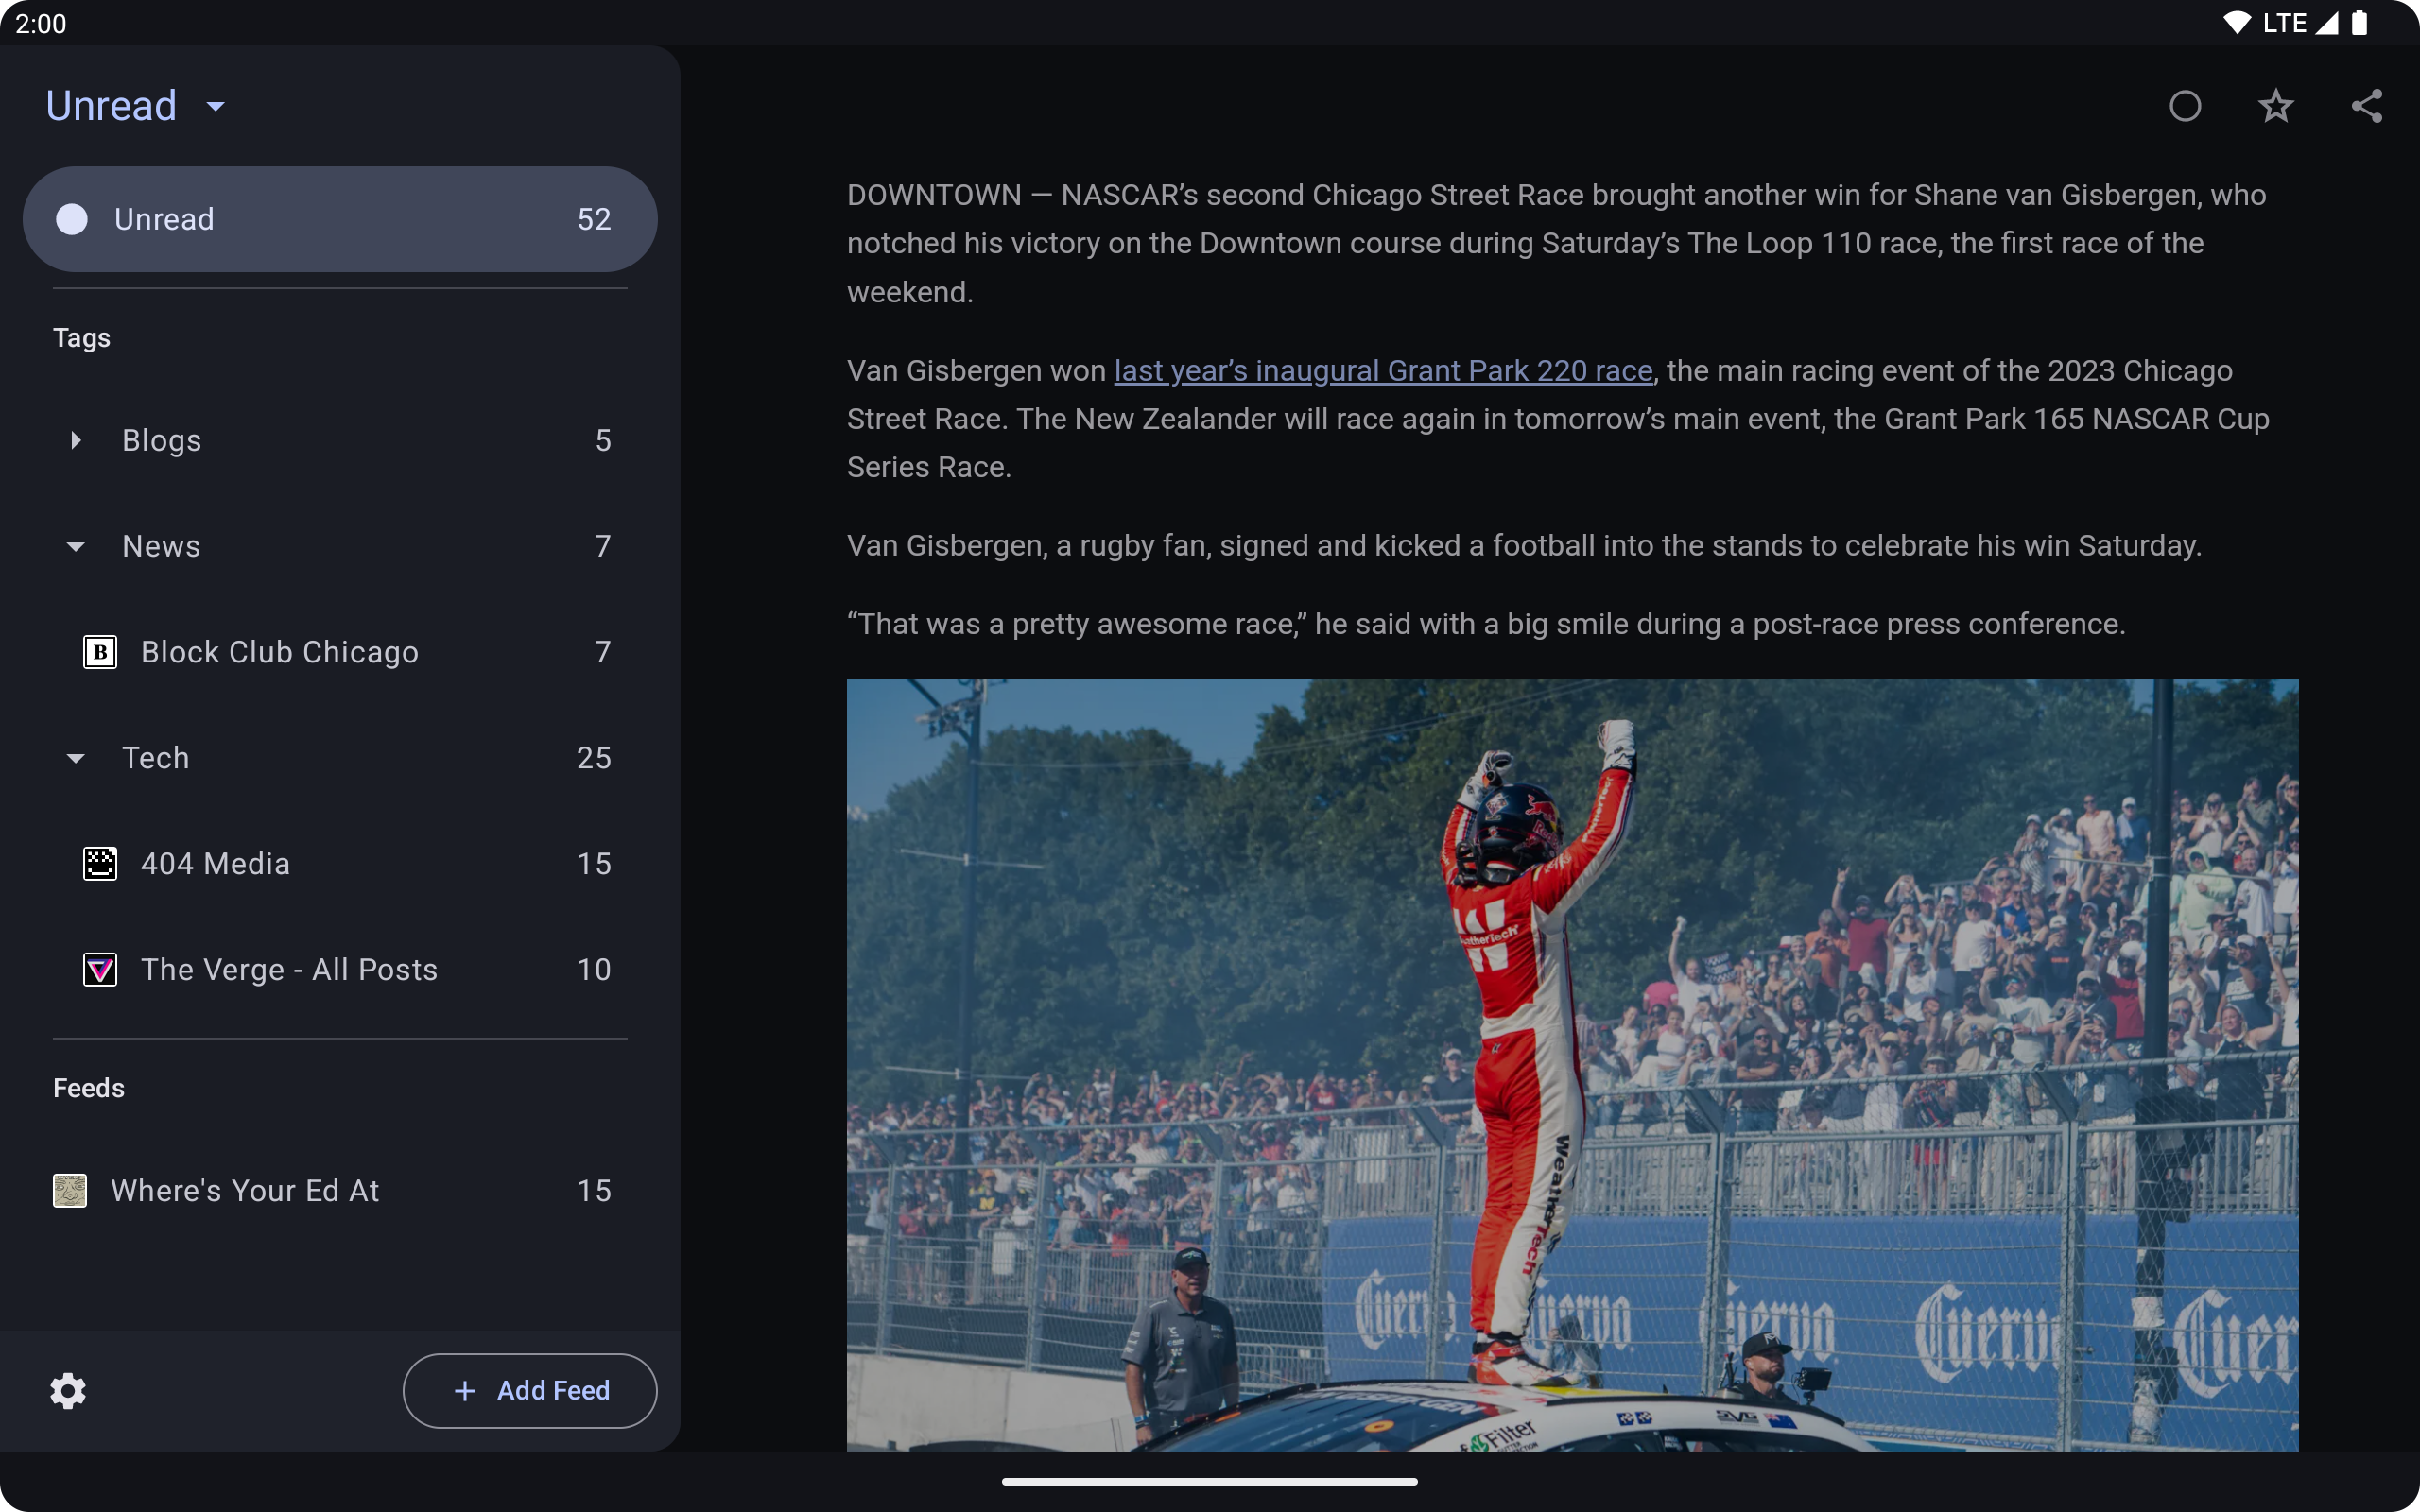 2:00
LTE
Unread
Unread 52
Tags
Blogs 5
News 7
B Block Club Chicago 7
Tech 25
404 Media 15
The Verge - All Posts 10
Feeds
Where's Your Ed At 15
+ Add Feed
DOWNTOWN — NASCAR’s second Chicago Street Race brought another win for Shane van Gisbergen, who
notched his victory on the Downtown course during Saturday’s The Loop 110 race, the first race of the
weekend.
Van Gisbergen won last year’s inaugural Grant Park 220 race, the main racing event of the 2023 Chicago
Street Race. The New Zealander will race again in tomorrow’s main event, the Grant Park 165 NASCAR Cup
Series Race.
Van Gisbergen, a rugby fan, signed and kicked a football into the stands to celebrate his win Saturday.
“That was a pretty awesome race,” he said with a big smile during a post-race press conference.
WeatherTech
Cuervo
Cuervo
Cuervo
SVG
Filter